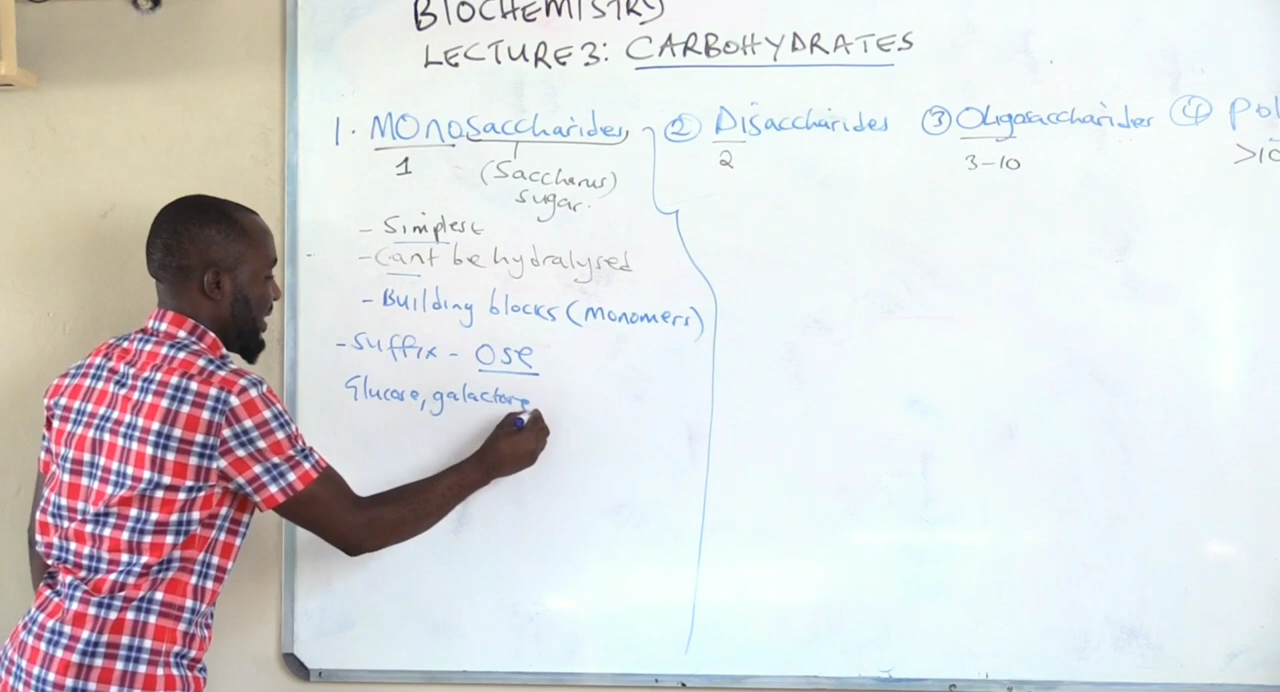 BIOCHEMISTRY
LECTURE 3: CARBOHYDRATES
1. MONOSaccharides ② Disaccharides ③ Oligosaccharides ④ Pol
1 (Saccharus) 2 3-10 >10
sugar.
- Simplest
- Cant be hydralysed
- Building blocks (monomers)
- Suffix - OSe
Glucose, galactose